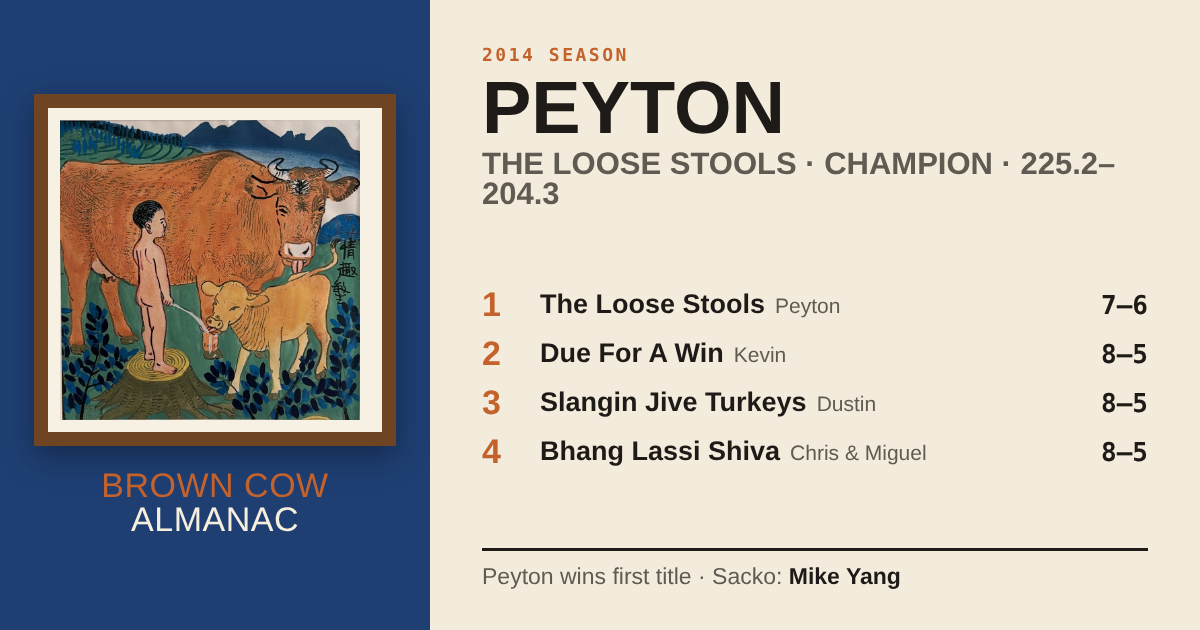 2014 SEASON
PEYTON
THE LOOSE STOOLS · CHAMPION · 225.2–
204.3
情
趣
1 The Loose Stools Peyton 7–6
2 Due For A Win Kevin 8–5
3 Slangin Jive Turkeys Dustin 8–5
4 Bhang Lassi Shiva Chris & Miguel 8–5
BROWN COW
ALMANAC
Peyton wins first title · Sacko: Mike Yang